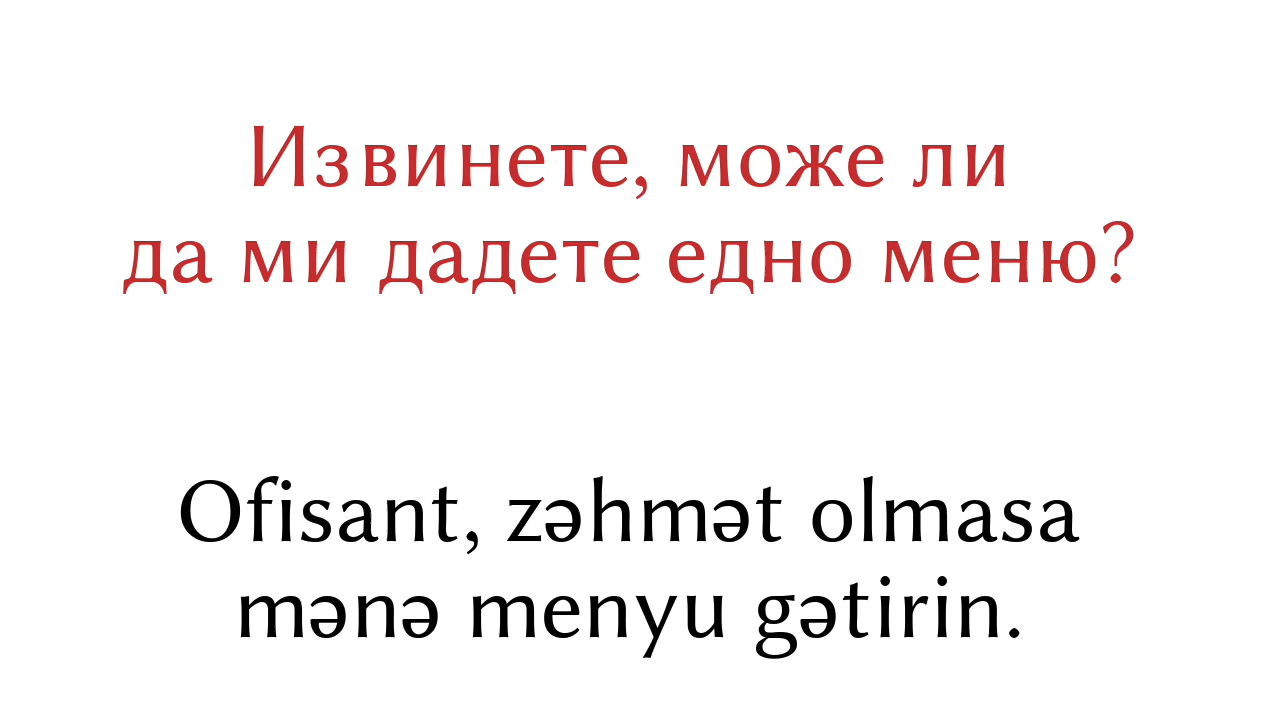 Извинете, може ли
да ми дадете едно меню?
Ofisant, zəhmət olmasa
mənə menyu gətirin.